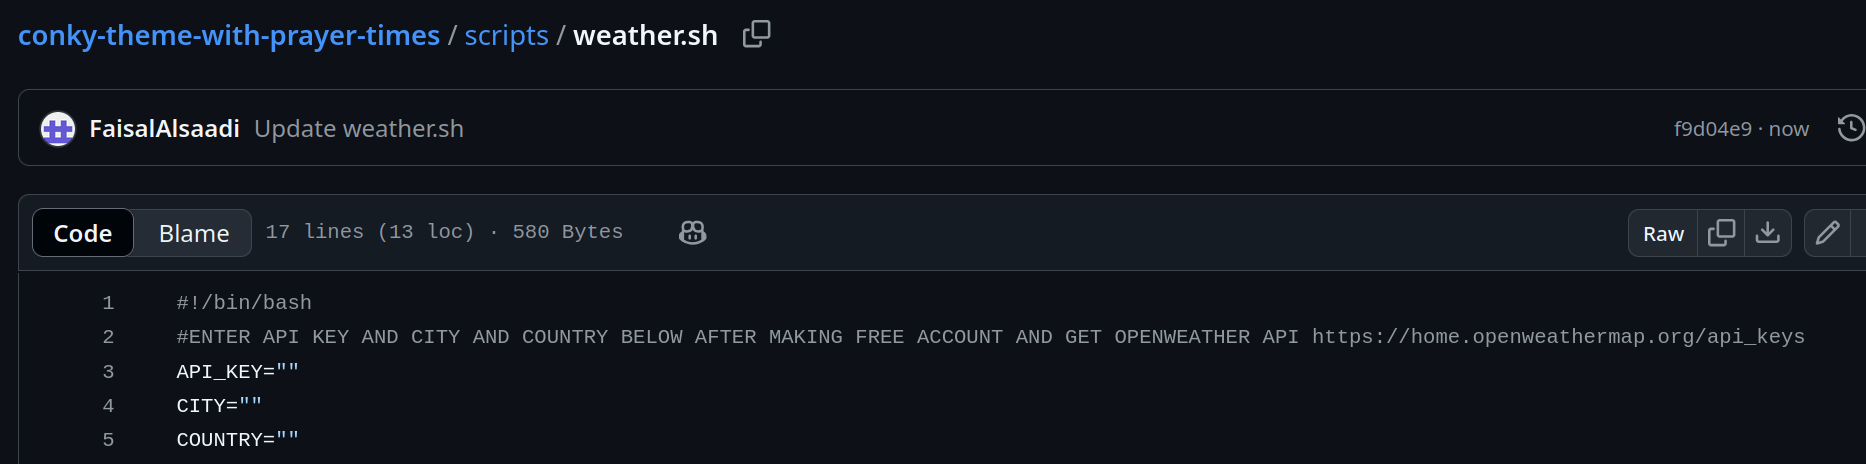 conky-theme-with-prayer-times / scripts / weather.sh
FaisalAlsaadi Update weather.sh f9d04e9 · now
Code Blame 17 lines (13 loc) · 580 Bytes Raw
1 #!/bin/bash
2 #ENTER API KEY AND CITY AND COUNTRY BELOW AFTER MAKING FREE ACCOUNT AND GET OPENWEATHER API https://home.openweathermap.org/api_keys
3 API_KEY=""
4 CITY=""
5 COUNTRY=""